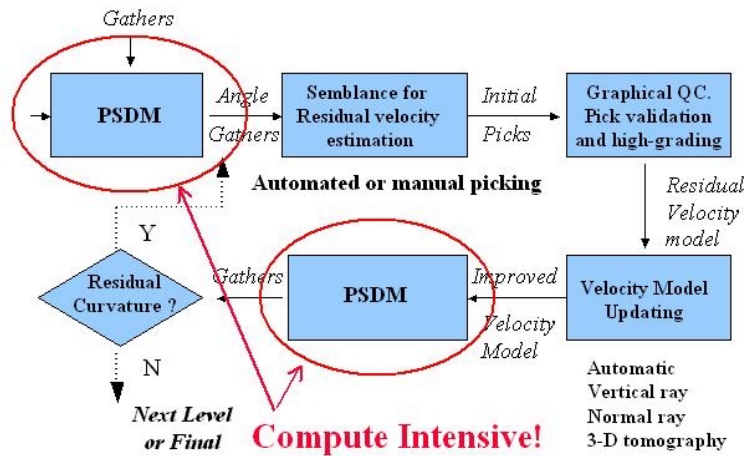 Gathers
PSDM
Angle
Gathers
Semblance for
Residual velocity
estimation
Initial
Picks
Graphical QC.
Pick validation
and high-grading
Automated or manual picking
Residual
Velocity
model
Y
Residual
Curvature ?
N
Gathers
PSDM
Improved
Velocity
Model
Velocity Model
Updating
Automatic
Vertical ray
Normal ray
3-D tomography
Next Level
or Final
Compute Intensive!